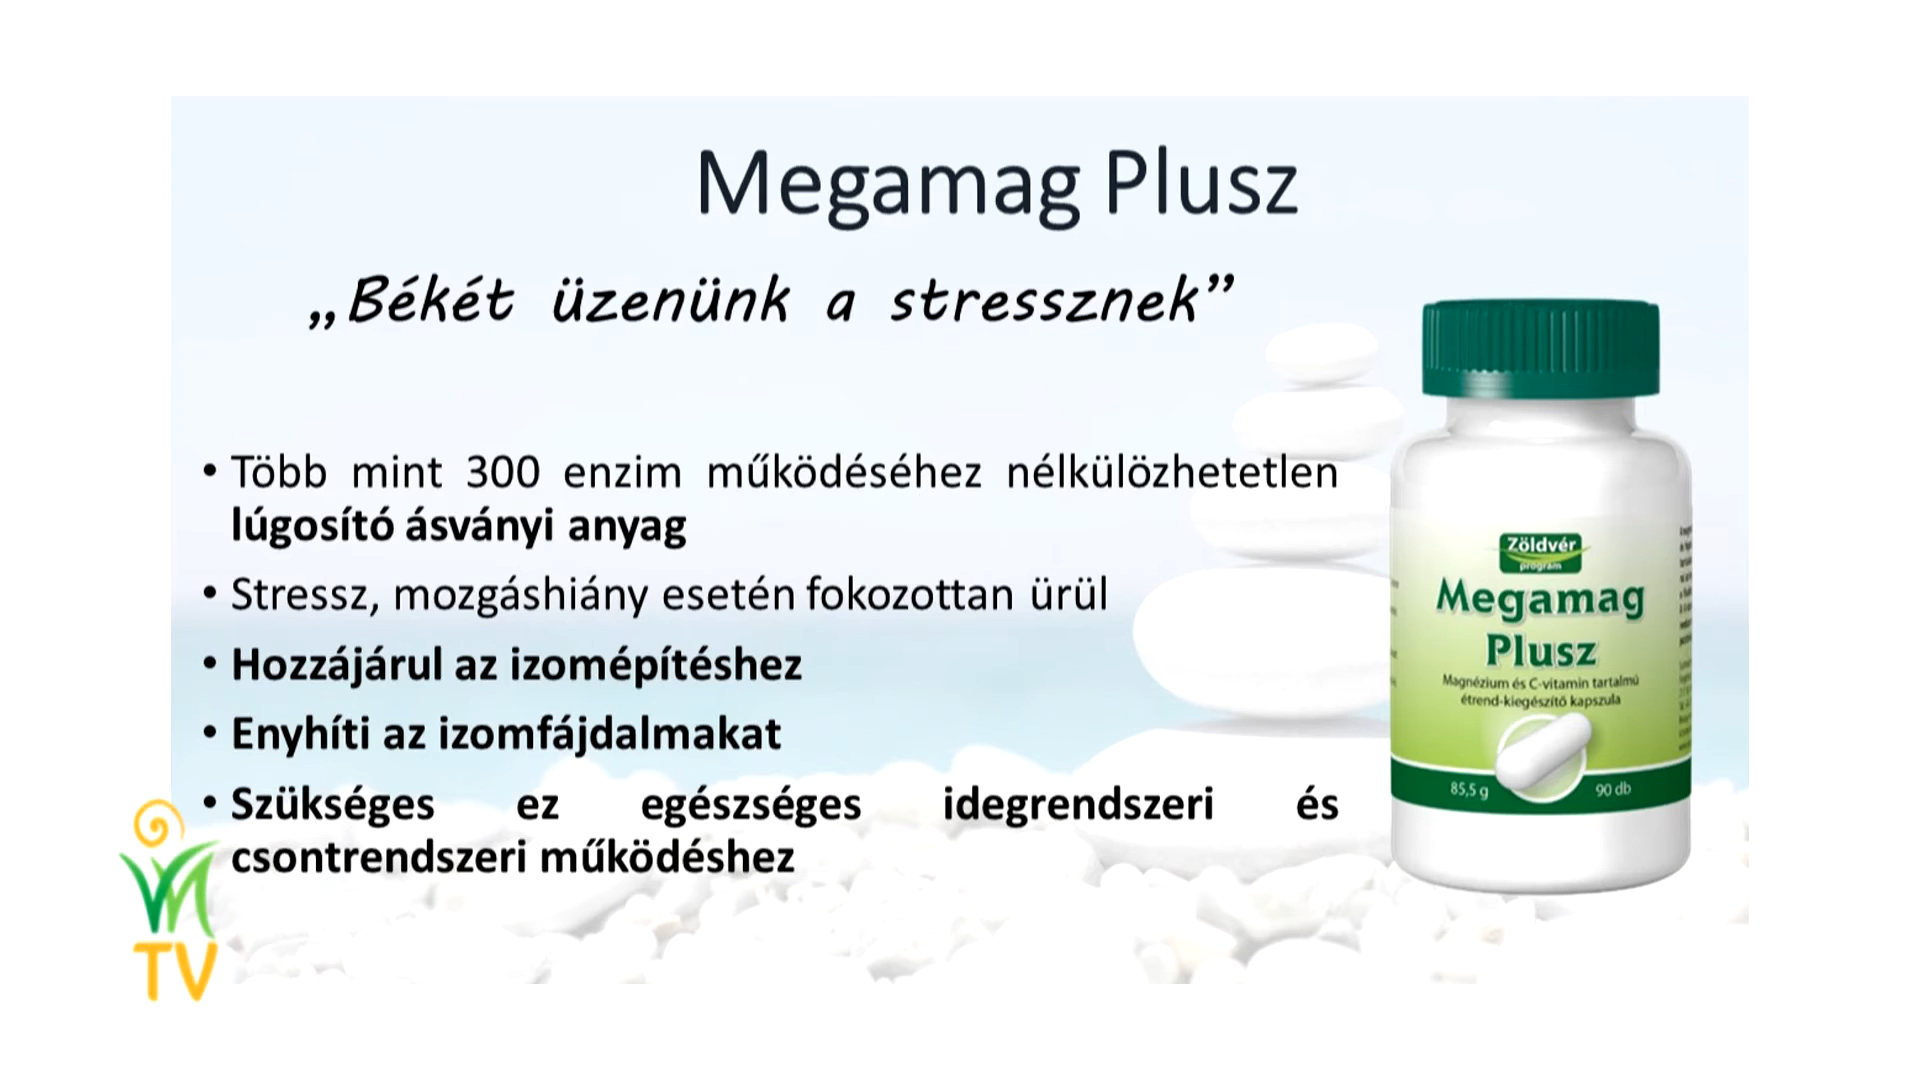 Megamag Plusz
„Békét üzenünk a stressznek”
• Több mint 300 enzim működéséhez nélkülözhetetlen
lúgosító ásványi anyag
• Stressz, mozgáshiány esetén fokozottan ürül
• Hozzájárul az izomépítéshez
• Enyhíti az izomfájdalmakat
• Szükséges ez egészséges idegrendszeri és
csontrendszeri működéshez
Zöldvér
program
Megamag
Plusz
Magnézium és C-vitamin tartalmú
étrend-kiegészítő kapszula
85,5 g
90 db
VM
TV